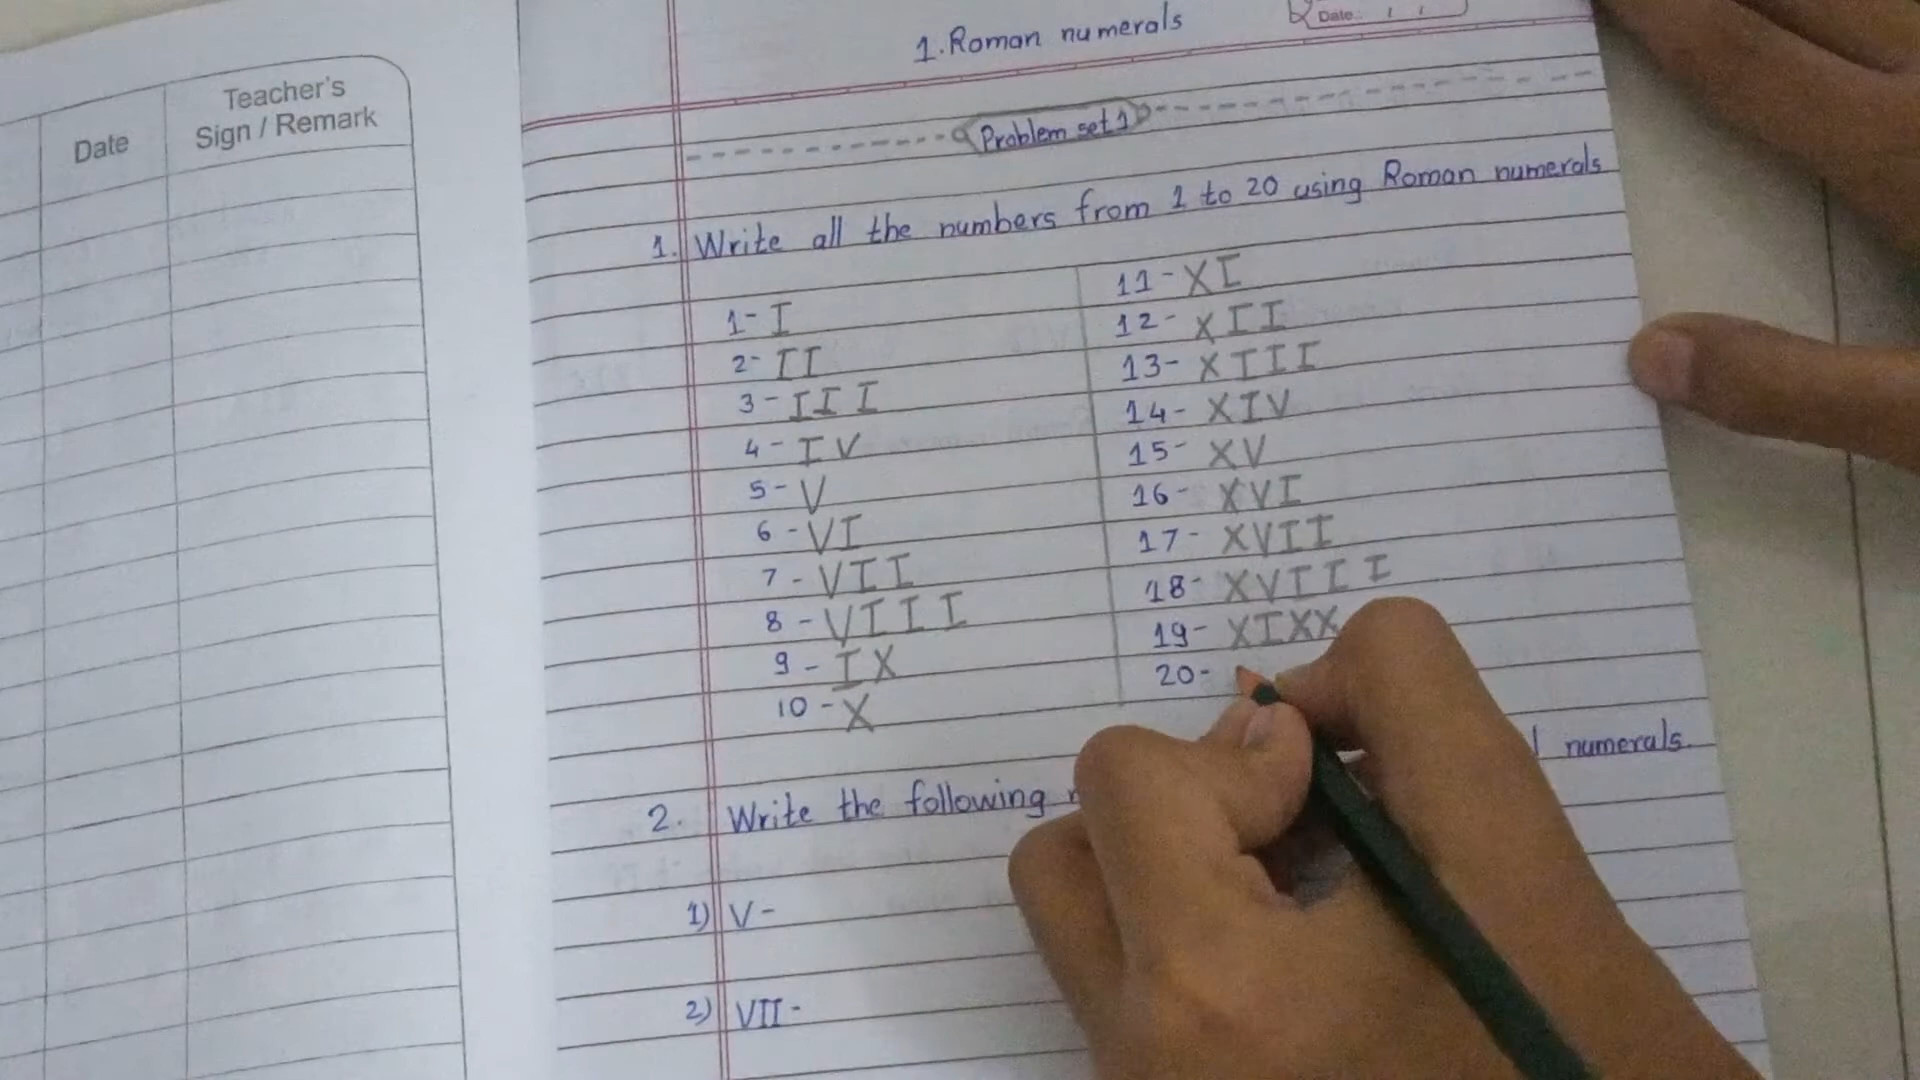 Date
Teacher's
Sign / Remark
Date
1. Roman numerals
Problem set 1
1. Write all the numbers from 1 to 20 using Roman numerals
1 - I
2 - II
3 - III
4 - IV
5 - V
6 - VI
7 - VII
8 - VIII
9 - IX
10 - X
11 - XI
12 - XII
13 - XIII
14 - XIV
15 - XV
16 - XVI
17 - XVII
18 - XVIII
19 - XIXX
20 -
2. Write the following numerals.
1) V -
2) VII -